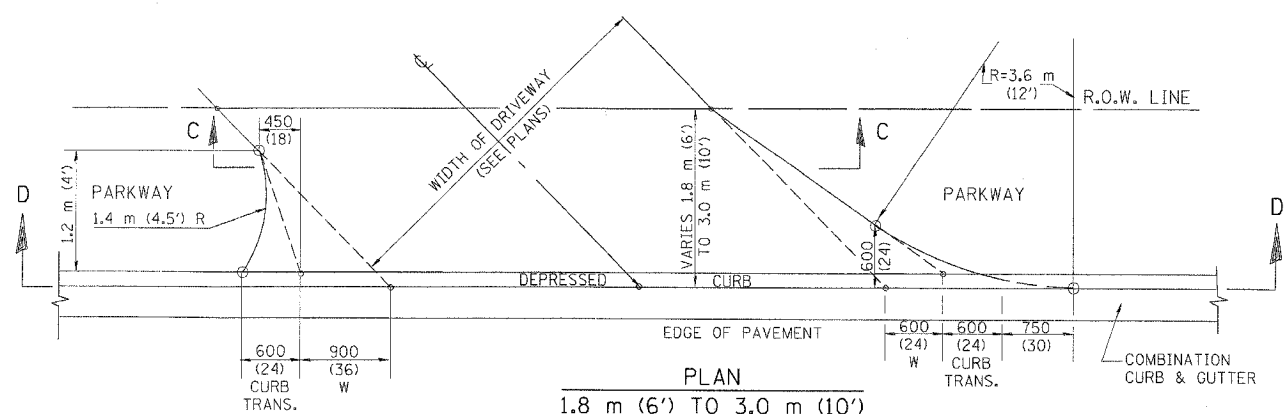 ℄
R=3.6 m
(12')
R.O.W. LINE
WIDTH OF DRIVEWAY
(SEE PLANS)
450
(18)
C
C
VARIES 1.8 m (6')
TO 3.0 m (10')
1.2 m (4')
PARKWAY
1.4 m (4.5') R
PARKWAY
D
D
600
(24)
DEPRESSED CURB
EDGE OF PAVEMENT
600
(24)
CURB
TRANS.
900
(36)
W
600
(24)
W
600
(24)
CURB
TRANS.
750
(30)
COMBINATION
CURB & GUTTER
PLAN
1.8 m (6') TO 3.0 m (10')